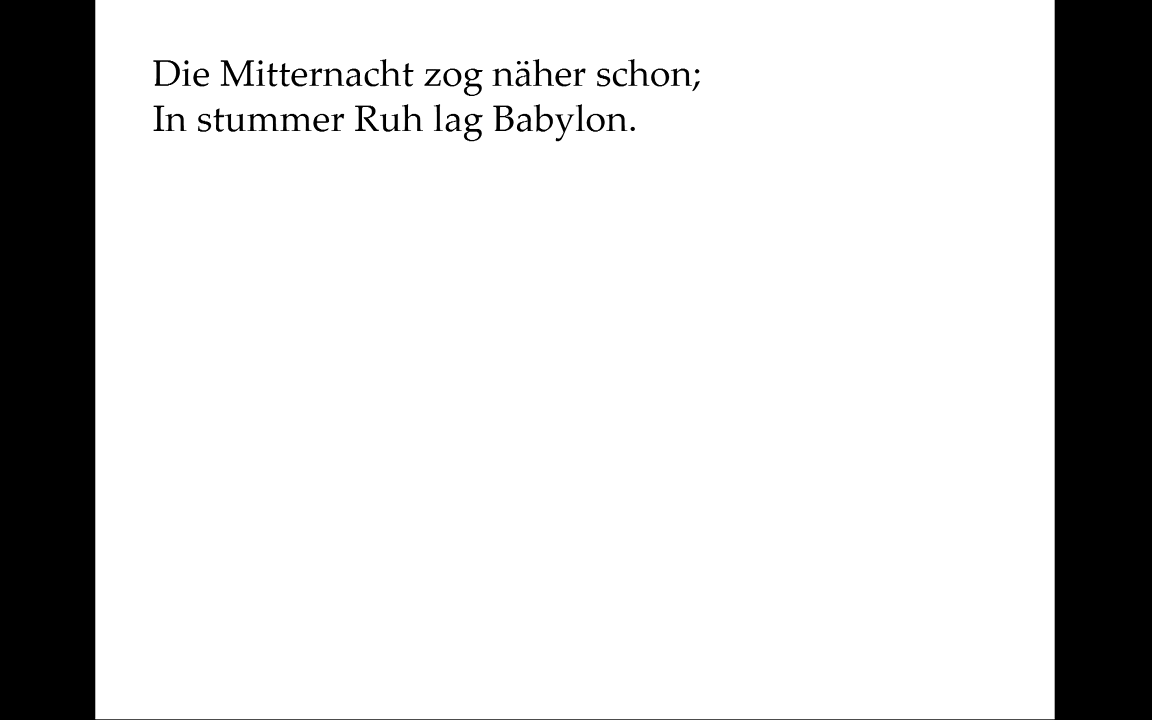 Die Mitternacht zog näher schon;
In stummer Ruh lag Babylon.